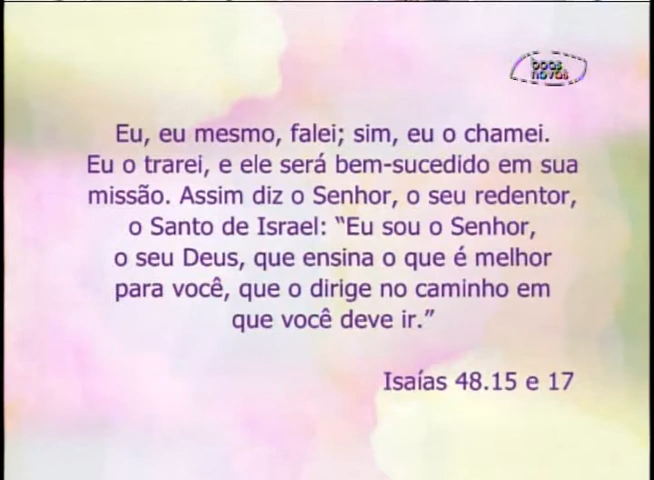 boas
novas
Eu, eu mesmo, falei; sim, eu o chamei.
Eu o trarei, e ele será bem-sucedido em sua
missão. Assim diz o Senhor, o seu redentor,
o Santo de Israel: “Eu sou o Senhor,
o seu Deus, que ensina o que é melhor
para você, que o dirige no caminho em
que você deve ir.”
Isaías 48.15 e 17